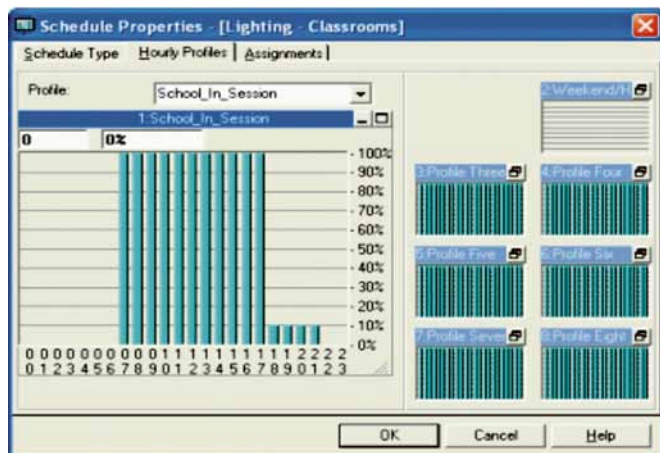 Schedule Properties - [Lighting - Classrooms]
Schedule Type Hourly Profiles Assignments
Profile: School_In_Session
1:School_In_Session
0 0%
100%
90%
80%
70%
60%
50%
40%
30%
20%
10%
0%
0 0 0 0 0 0 0 0 0 0 1 1 1 1 1 1 1 1 1 1 2 2 2 2
0 1 2 3 4 5 6 7 8 9 0 1 2 3 4 5 6 7 8 9 0 1 2 3
2:Weekend/H
3:Profile Three 4:Profile Four
5:Profile Five 6:Profile Six
7:Profile Seven 8:Profile Eight
OK Cancel Help